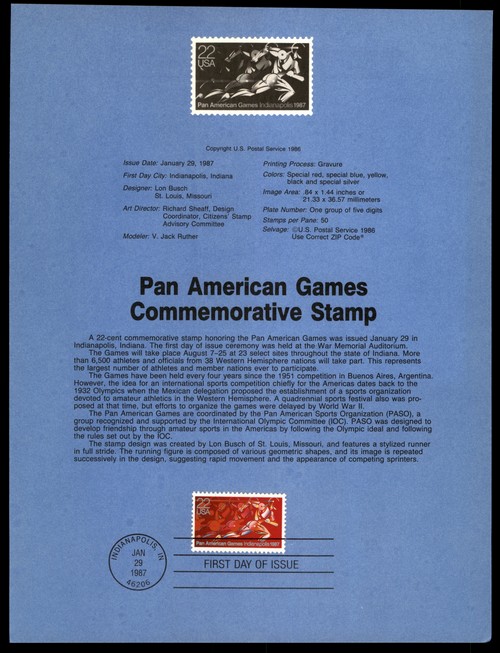 22
USA
Pan American Games Indianapolis 1987
Copyright U.S. Postal Service 1986
Issue Date: January 29, 1987
First Day City: Indianapolis, Indiana
Designer: Lon Busch
St. Louis, Missouri
Art Director: Richard Sheaff, Design
Coordinator, Citizens' Stamp
Advisory Committee
Modeler: V. Jack Ruther
Printing Process: Gravure
Colors: Special red, special blue, yellow,
black and special silver
Image Area: .84 x 1.44 inches or
21.33 x 36.57 millimeters
Plate Number: One group of five digits
Stamps per Pane: 50
Selvage: ©U.S. Postal Service 1986
Use Correct ZIP Code®
Pan American Games
Commemorative Stamp
A 22-cent commemorative stamp honoring the Pan American Games was issued January 29 in
Indianapolis, Indiana. The first day of issue ceremony was held at the War Memorial Auditorium.
The Games will take place August 7–25 at 23 select sites throughout the state of Indiana. More
than 6,500 athletes and officials from 38 Western Hemisphere nations will take part. This represents
the largest number of athletes and member nations ever to participate.
The Games have been held every four years since the 1951 competition in Buenos Aires, Argentina.
However, the idea for an international sports competition chiefly for the Americas dates back to the
1932 Olympics when the Mexican delegation proposed the establishment of a sports organization
devoted to amateur athletics in the Western Hemisphere. A quadrennial sports festival also was pro-
posed at that time, but efforts to organize the games were delayed by World War II.
The Pan American Games are coordinated by the Pan American Sports Organization (PASO), a
group recognized and supported by the International Olympic Committee (IOC). PASO was designed to
develop friendship through amateur sports in the Americas by following the Olympic ideal and following
the rules set out by the IOC.
The stamp design was created by Lon Busch of St. Louis, Missouri, and features a stylized runner
in full stride. The running figure is composed of various geometric shapes, and its image is repeated
successively in the design, suggesting rapid movement and the appearance of competing sprinters.
22
USA
Pan American Games Indianapolis 1987
INDIANAPOLIS, IN
JAN
29
1987
46206
FIRST DAY OF ISSUE